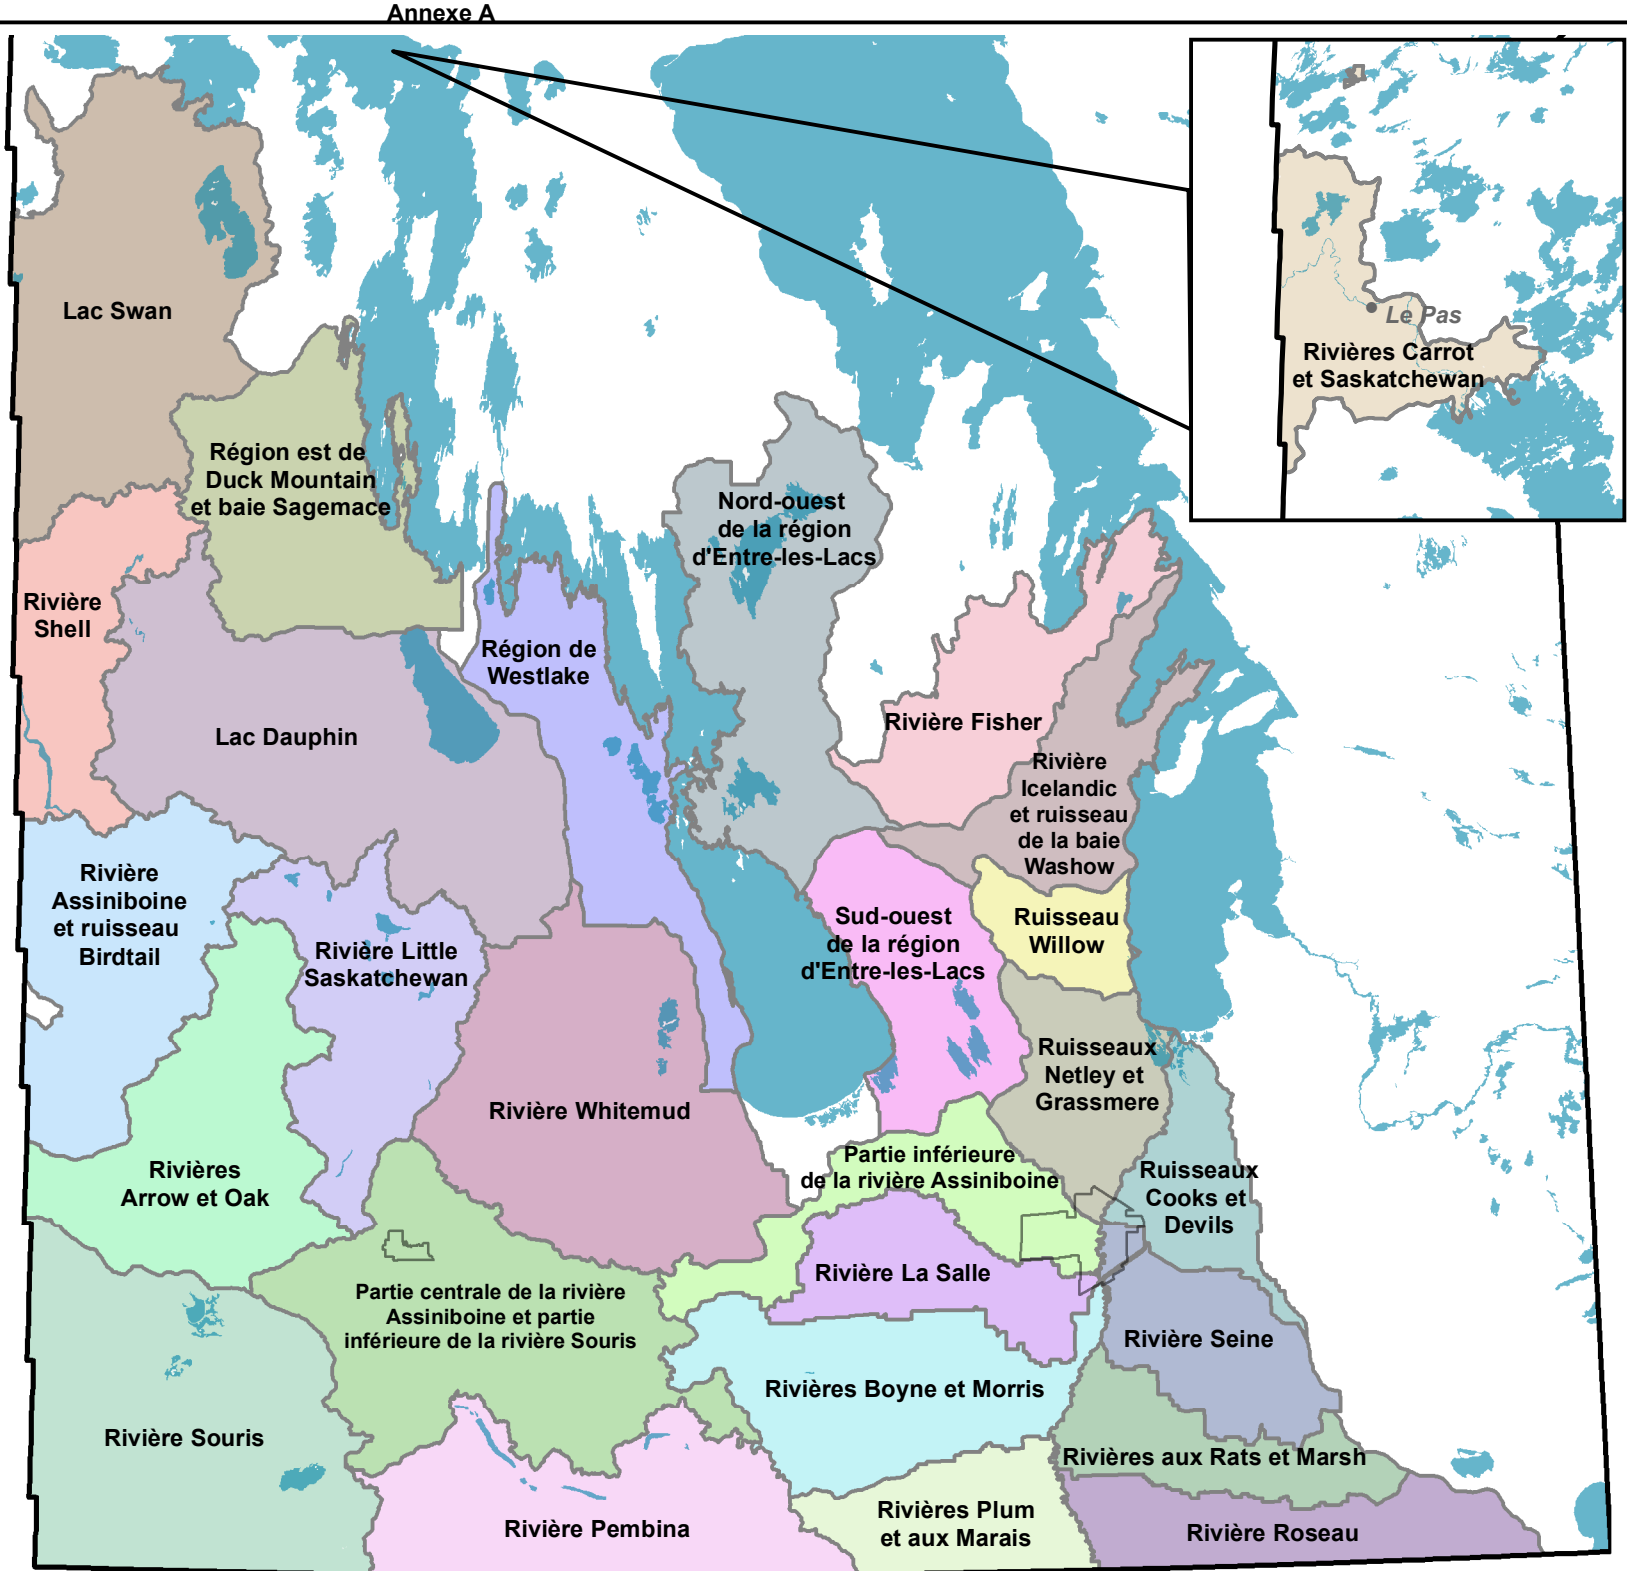 Annexe A
Lac Swan
Le Pas
Rivières Carrot
et Saskatchewan
Région est de
Duck Mountain
et baie Sagemace
Nord-ouest
de la région
d'Entre-les-Lacs
Rivière
Shell
Région de
Westlake
Lac Dauphin
Rivière Fisher
Rivière
Icelandic
et ruisseau
de la baie
Washow
Rivière
Assiniboine
et ruisseau
Birdtail
Rivière Little
Saskatchewan
Sud-ouest
de la région
d'Entre-les-Lacs
Ruisseau
Willow
Ruisseaux
Netley et
Grassmere
Rivière Whitemud
Rivières
Arrow et Oak
Partie inférieure
de la rivière Assiniboine
Ruisseaux
Cooks et
Devils
Rivière La Salle
Partie centrale de la rivière
Assiniboine et partie
inférieure de la rivière Souris
Rivière Seine
Rivières Boyne et Morris
Rivière Souris
Rivières aux Rats et Marsh
Rivière Pembina
Rivières Plum
et aux Marais
Rivière Roseau